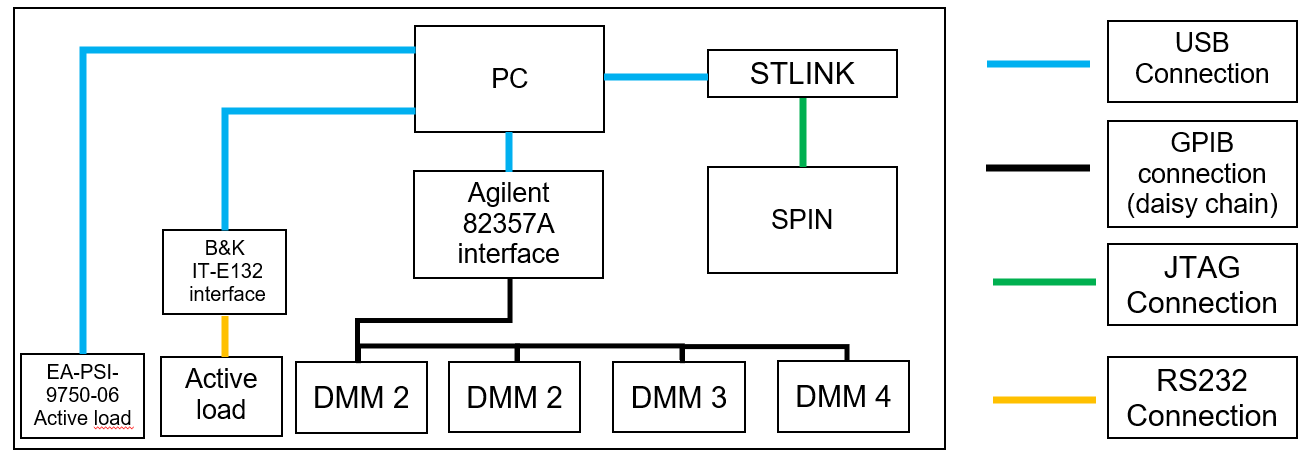 PC
STLINK
Agilent
82357A
interface
SPIN
B&K
IT-E132
interface
EA-PSI-
9750-06
Active load
Active
load
DMM 2
DMM 2
DMM 3
DMM 4
USB
Connection
GPIB
connection
(daisy chain)
JTAG
Connection
RS232
Connection